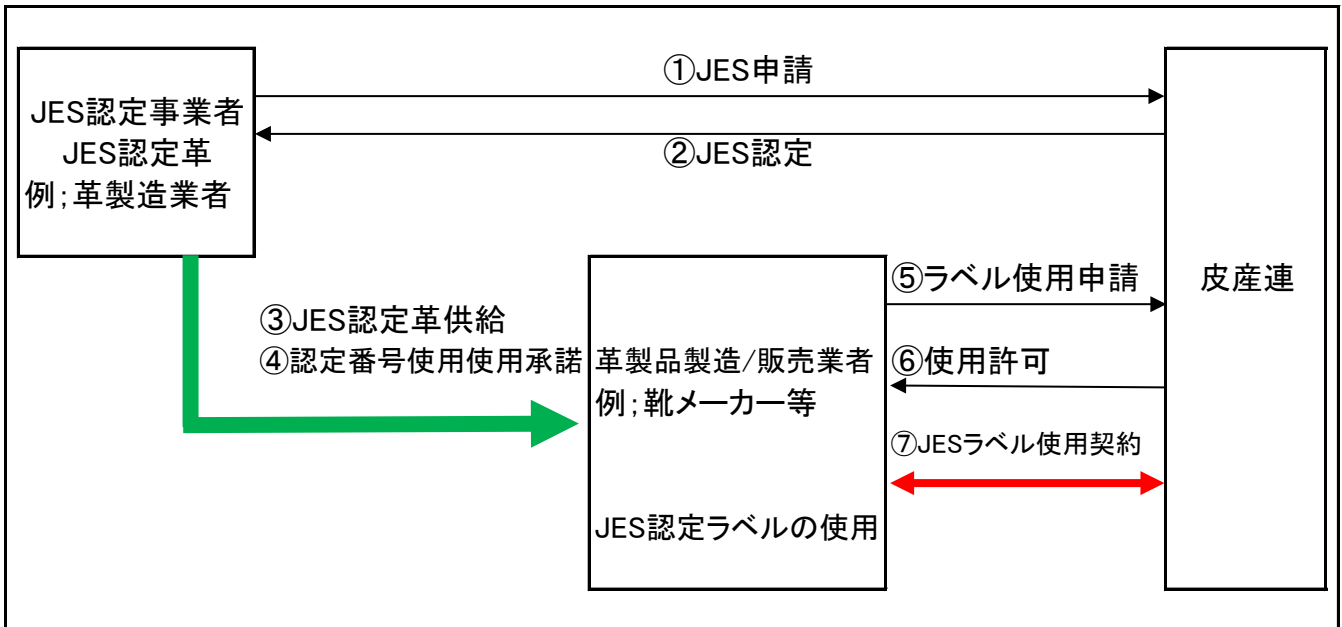 ①JES申請
JES認定事業者
JES認定革
例;革製造業者
②JES認定
③JES認定革供給
④認定番号使用使用承諾
革製品製造/販売業者
例;靴メーカー等
JES認定ラベルの使用
⑤ラベル使用申請
⑥使用許可
⑦JESラベル使用契約
皮産連